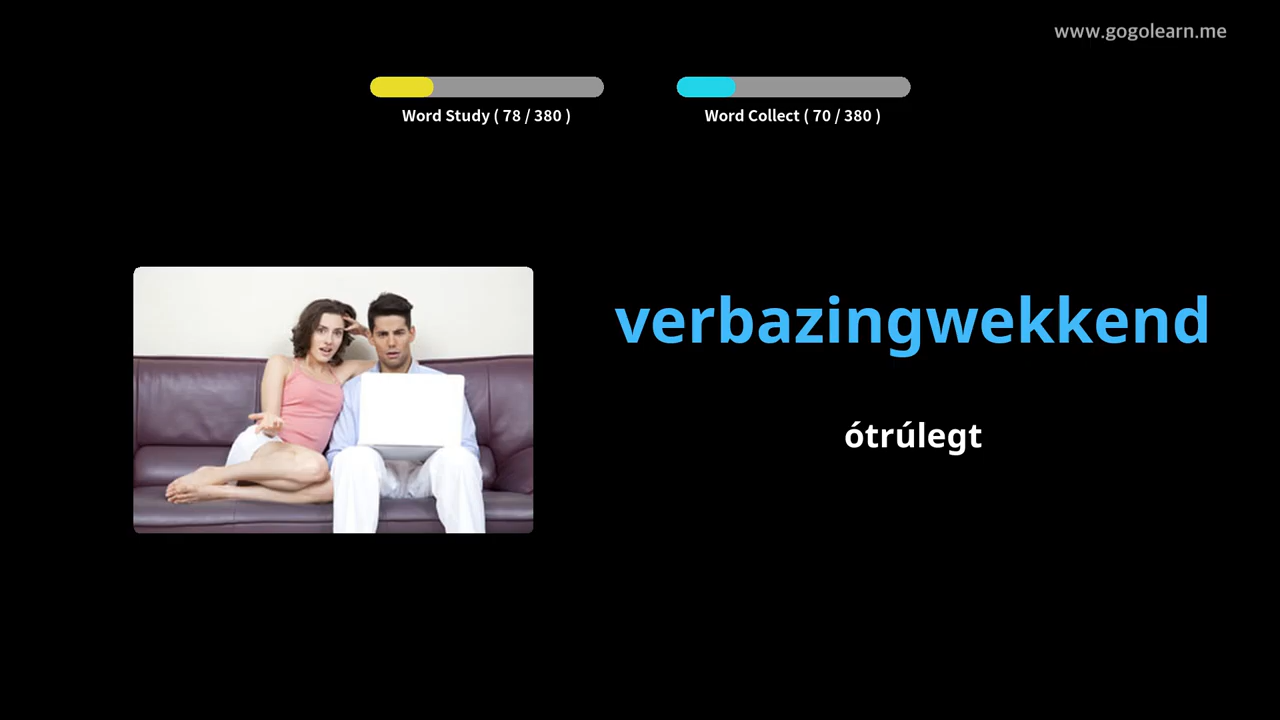 www.gogolearn.me
Word Study ( 78 / 380 )
Word Collect ( 70 / 380 )
verbazingwekkend
ótrúlegt